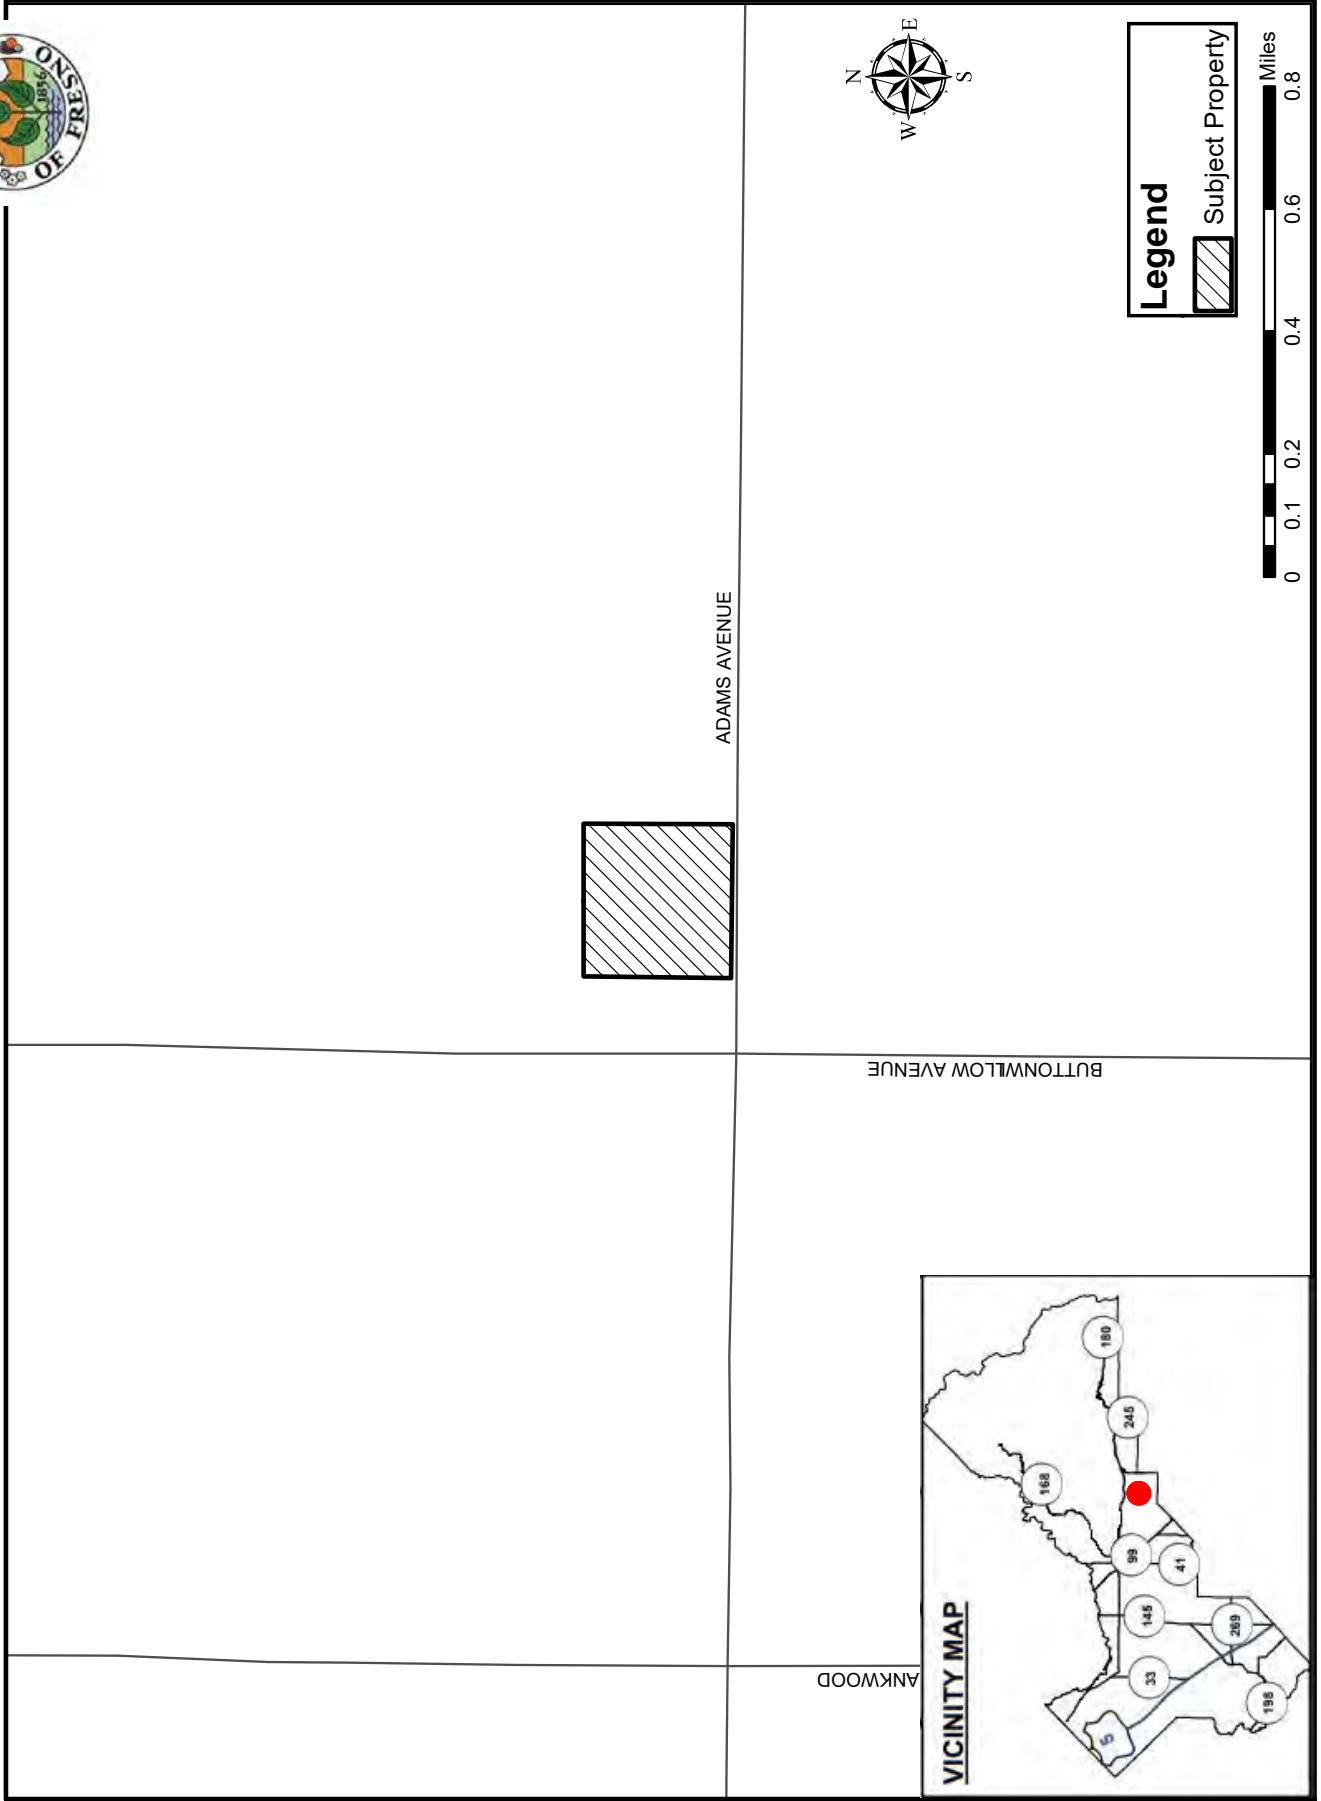 OF FRESNO
1856
N
E
S
W
ADAMS AVENUE
BUTTONWILLOW AVENUE
ANKWOOD
Legend
Subject Property
0 0.1 0.2 0.4 0.6 0.8
Miles
VICINITY MAP
5
33
145
99
41
168
245
180
269
198